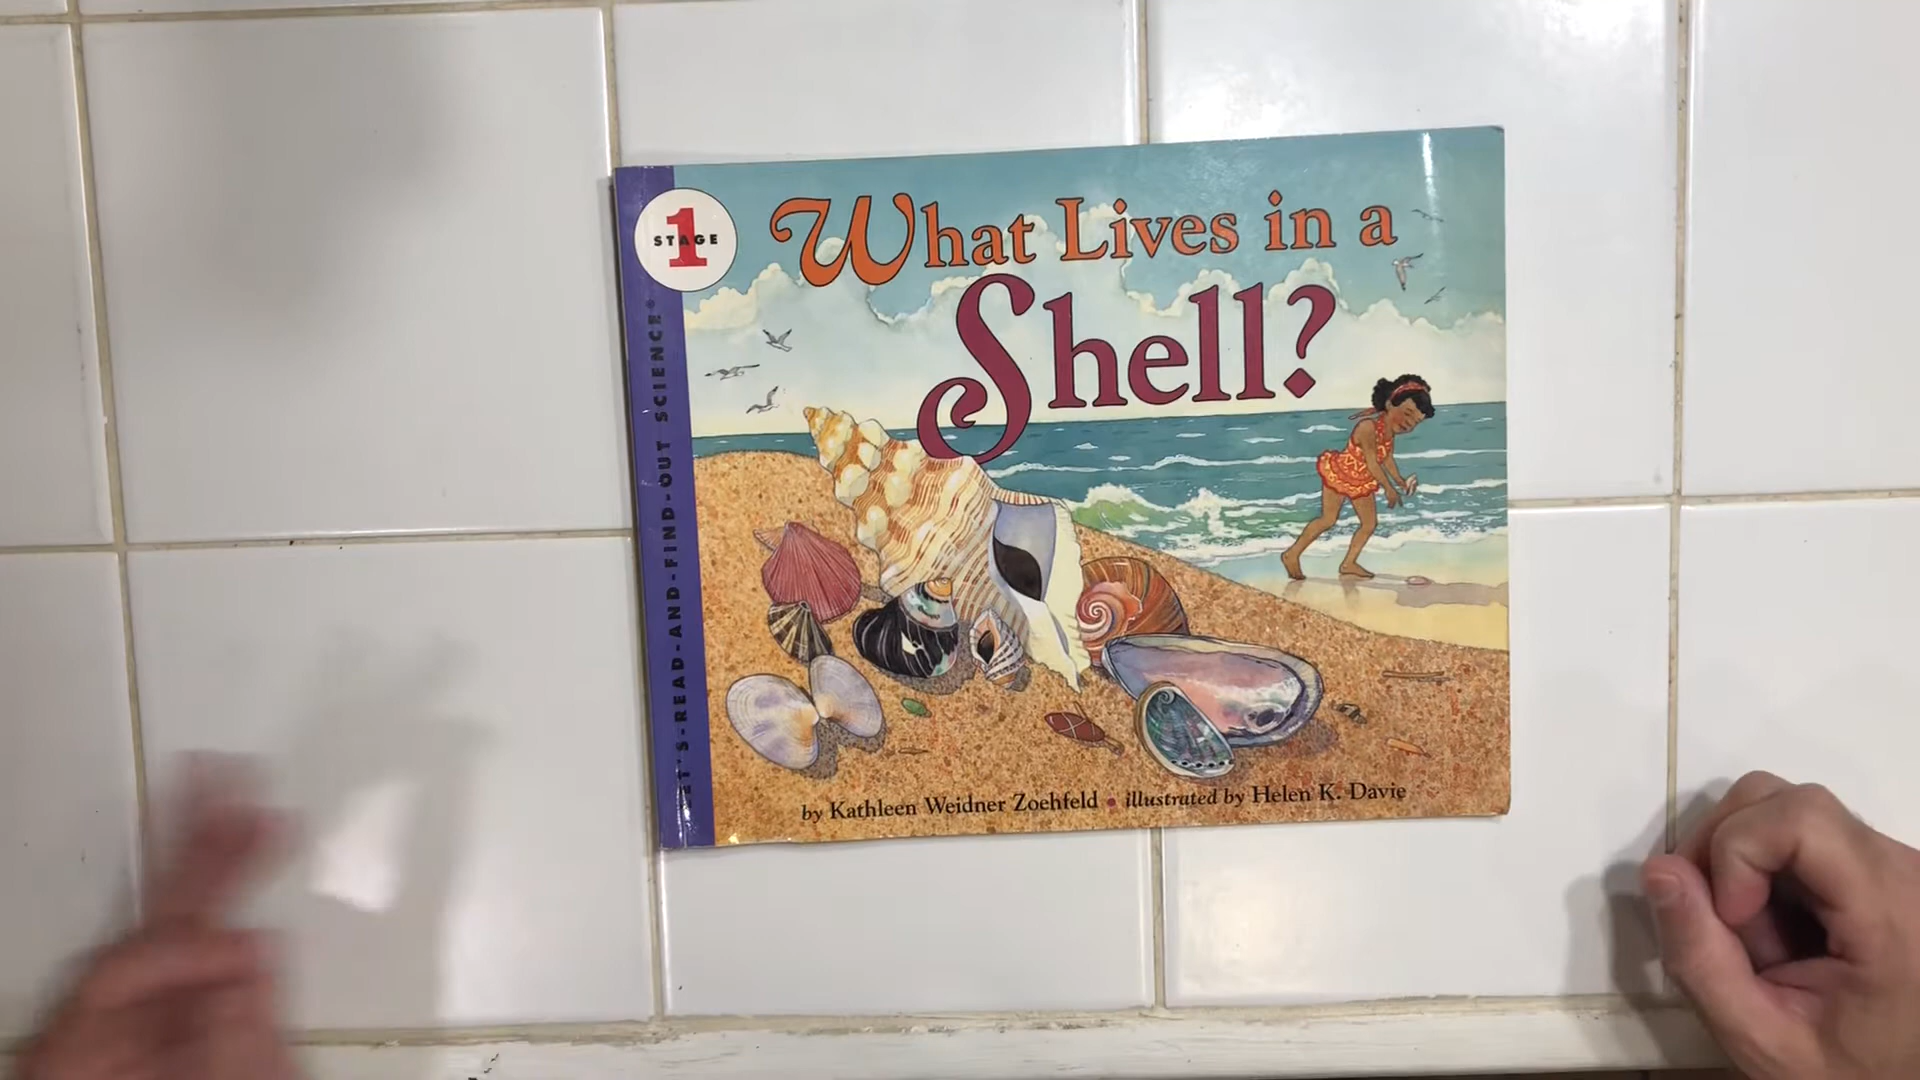 1
STAGE
What Lives in a
Shell?
LET'S-READ-AND-FIND-OUT SCIENCE®
by Kathleen Weidner Zoehfeld • illustrated by Helen K. Davie